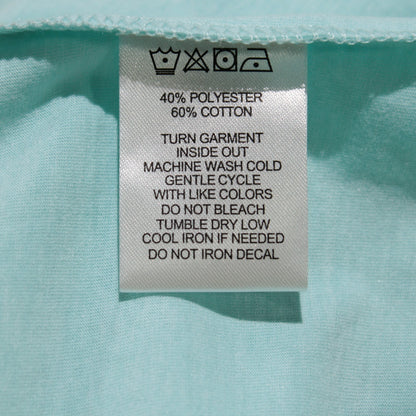 40% POLYESTER
60% COTTON
TURN GARMENT
INSIDE OUT
MACHINE WASH COLD
GENTLE CYCLE
WITH LIKE COLORS
DO NOT BLEACH
TUMBLE DRY LOW
COOL IRON IF NEEDED
DO NOT IRON DECAL